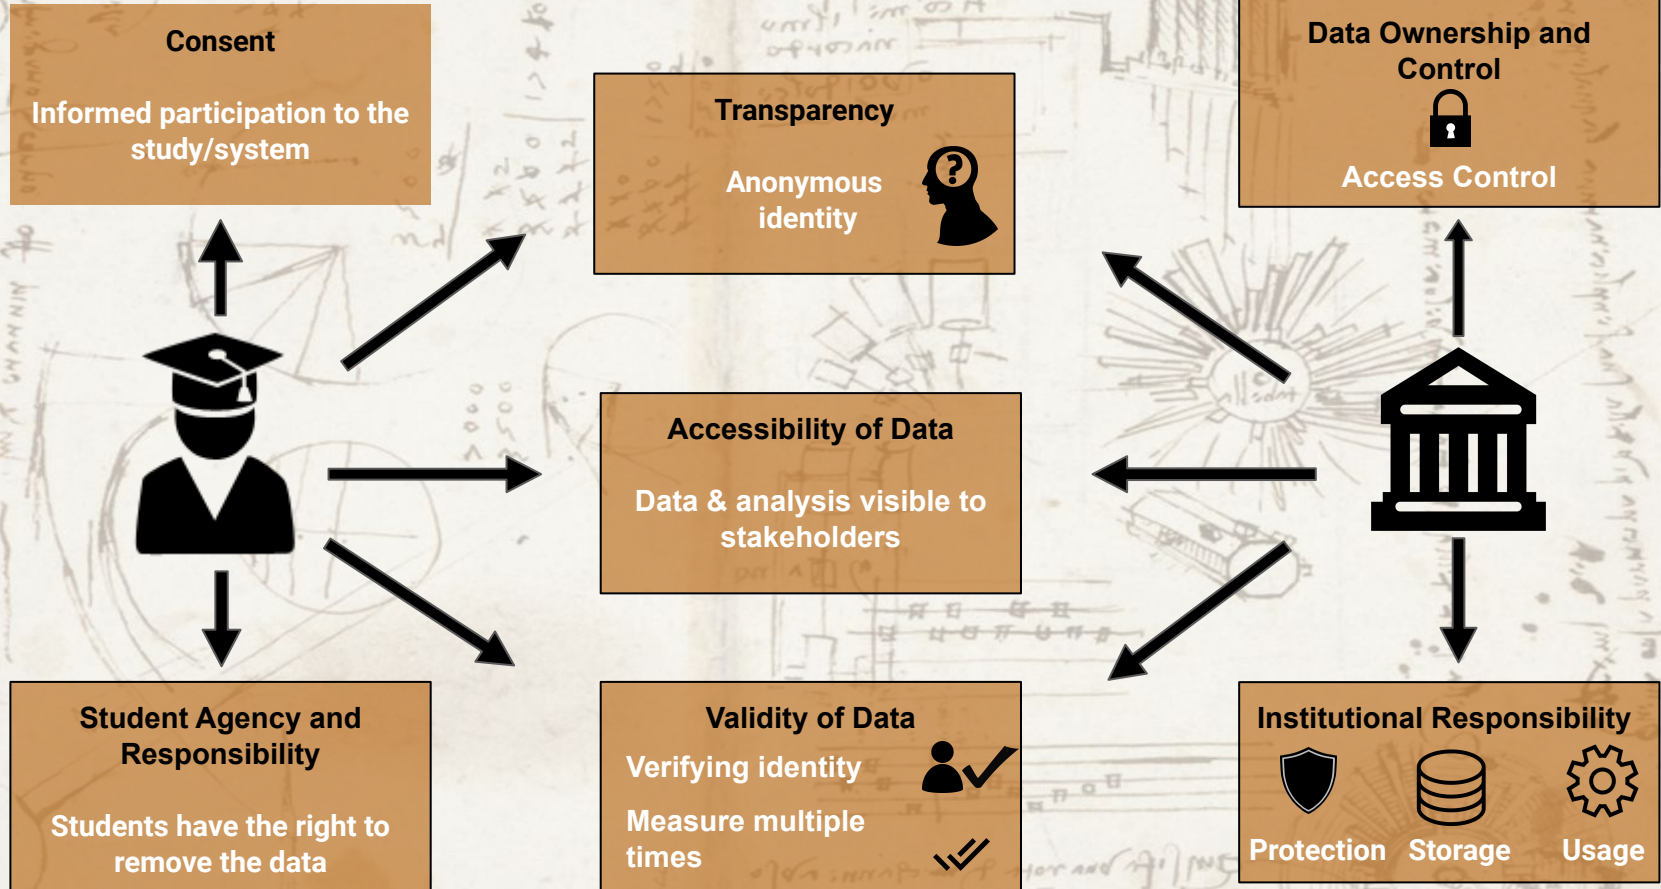 Consent
Informed participation to the
study/system
Transparency
Anonymous
identity
?
Data Ownership and
Control
Access Control
Accessibility of Data
Data & analysis visible to
stakeholders
Student Agency and
Responsibility
Students have the right to
remove the data
Validity of Data
Verifying identity
Measure multiple
times
Institutional Responsibility
Protection Storage Usage